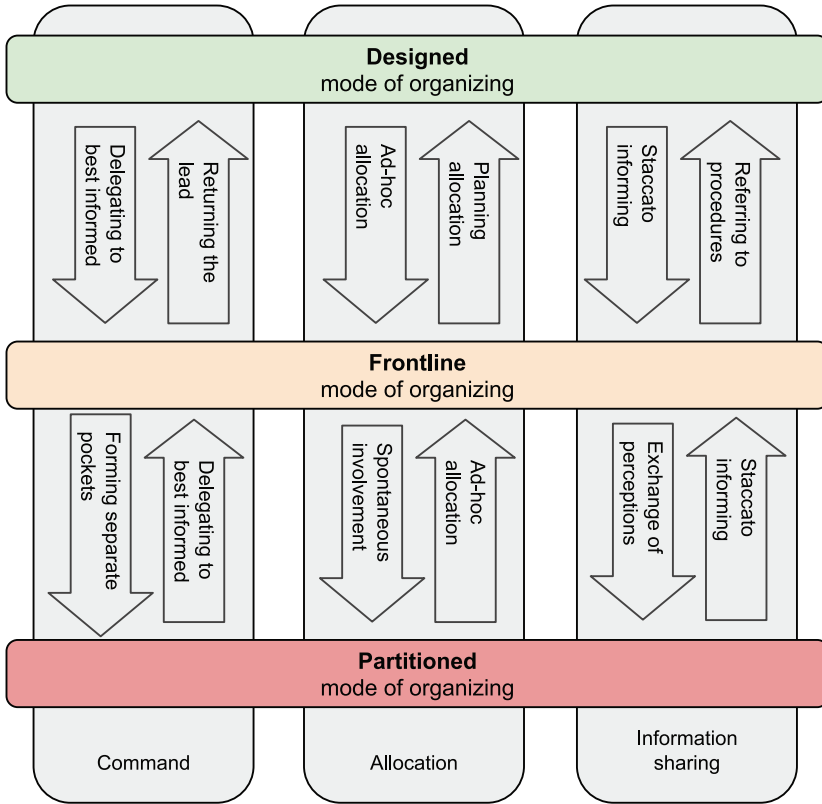 Designed
mode of organizing
Delegating to
best informed
Returning the
lead
Ad-hoc
allocation
Planning
allocation
Staccato
informing
Referring to
procedures
Frontline
mode of organizing
Forming separate
pockets
Delegating to
best informed
Spontaneous
involvement
Ad-hoc
allocation
Exchange of
perceptions
Staccato
informing
Partitioned
mode of organizing
Command
Allocation
Information
sharing